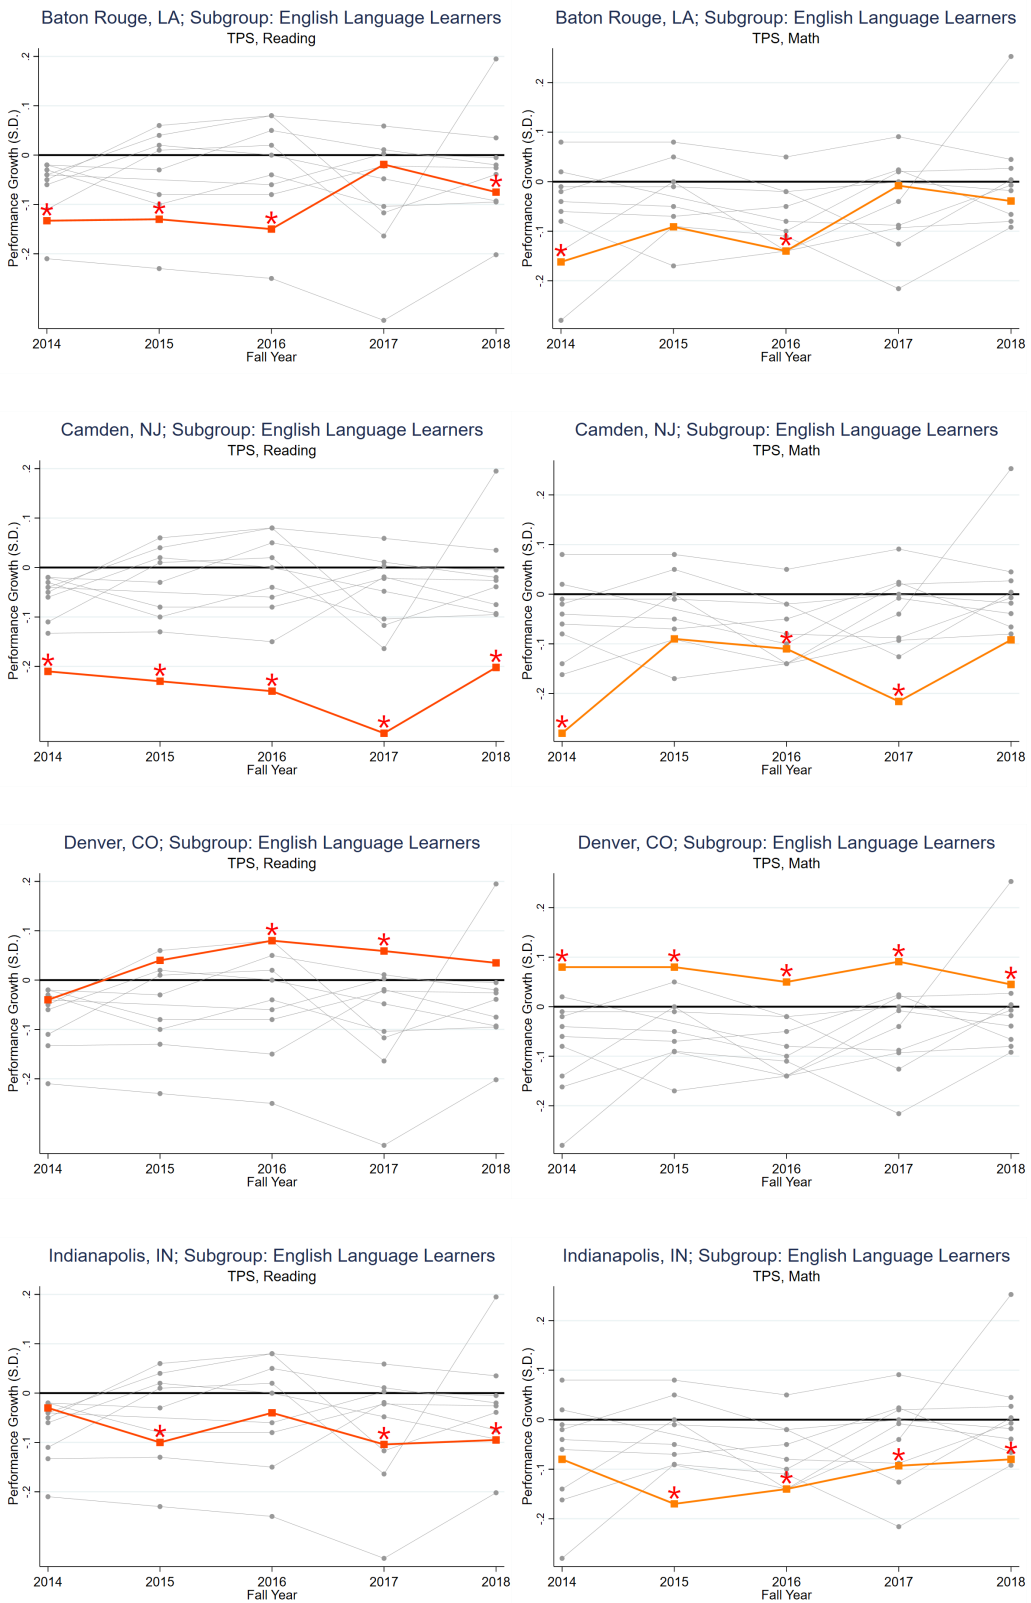 Baton Rouge, LA; Subgroup: English Language Learners
TPS, Reading
Performance Growth (S.D.)
.2
.1
0
-.1
-.2
* * * *
2014 2015 2016 2017 2018
Fall Year
Baton Rouge, LA; Subgroup: English Language Learners
TPS, Math
Performance Growth (S.D.)
.2
.1
0
-.1
-.2
* *
2014 2015 2016 2017 2018
Fall Year
Camden, NJ; Subgroup: English Language Learners
TPS, Reading
Performance Growth (S.D.)
.2
.1
0
-.1
-.2
* * * * *
2014 2015 2016 2017 2018
Fall Year
Camden, NJ; Subgroup: English Language Learners
TPS, Math
Performance Growth (S.D.)
.2
.1
0
-.1
-.2
* * *
2014 2015 2016 2017 2018
Fall Year
Denver, CO; Subgroup: English Language Learners
TPS, Reading
Performance Growth (S.D.)
.2
.1
0
-.1
-.2
* *
2014 2015 2016 2017 2018
Fall Year
Denver, CO; Subgroup: English Language Learners
TPS, Math
Performance Growth (S.D.)
.2
.1
0
-.1
-.2
* * * * *
2014 2015 2016 2017 2018
Fall Year
Indianapolis, IN; Subgroup: English Language Learners
TPS, Reading
Performance Growth (S.D.)
.2
.1
0
-.1
-.2
* * *
2014 2015 2016 2017 2018
Fall Year
Indianapolis, IN; Subgroup: English Language Learners
TPS, Math
Performance Growth (S.D.)
.2
.1
0
-.1
-.2
* * * *
2014 2015 2016 2017 2018
Fall Year